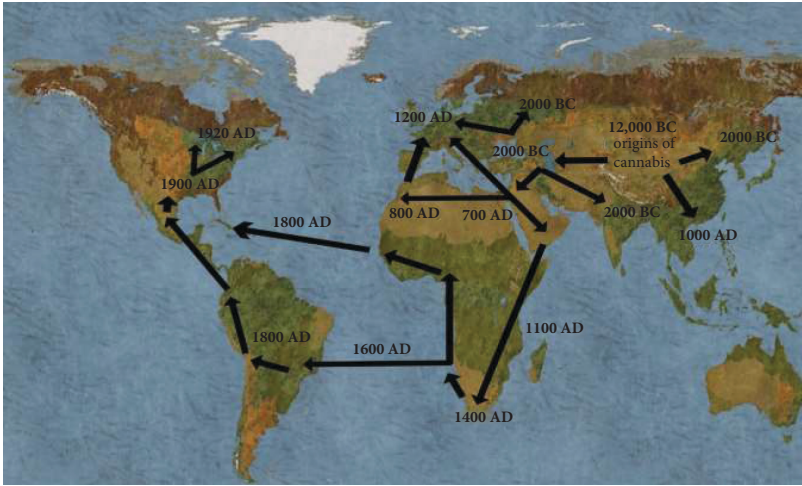 1920 AD
1900 AD
1800 AD
1800 AD
1600 AD
1200 AD
2000 BC
12,000 BC
origins of
cannabis
2000 BC
2000 BC
800 AD
700 AD
2000 BC
1000 AD
1100 AD
1400 AD